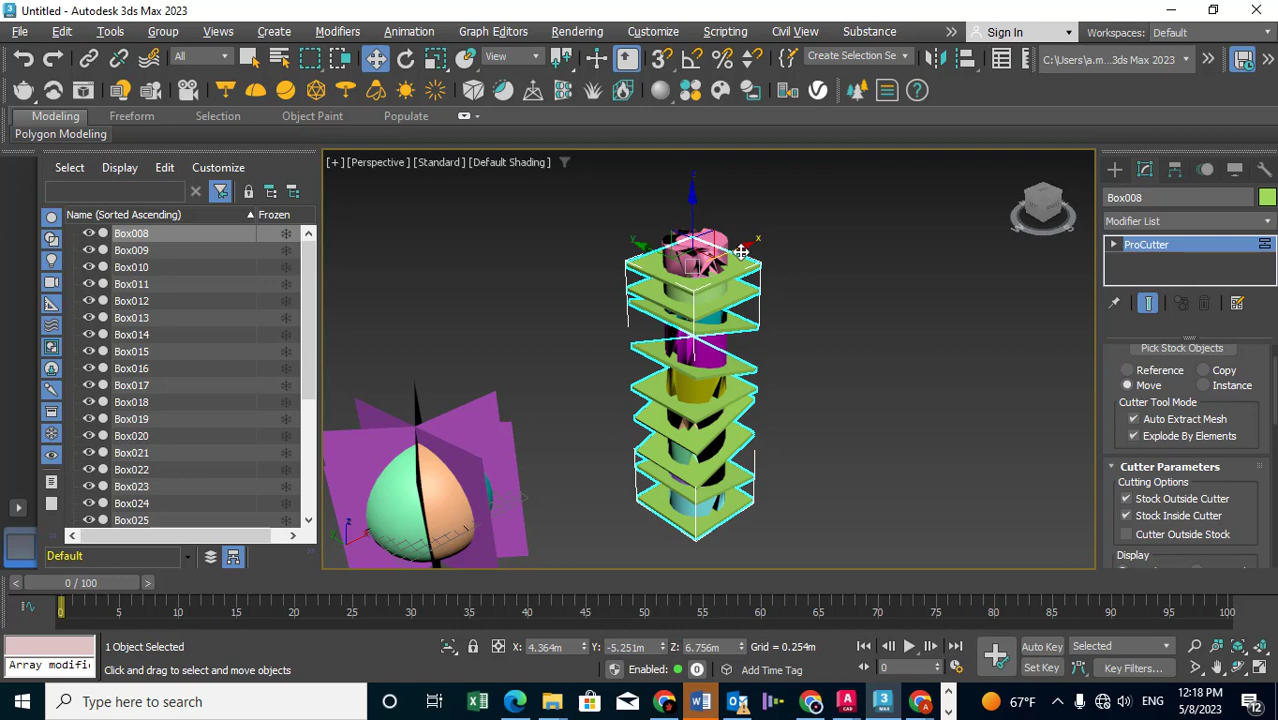 Untitled - Autodesk 3ds Max 2023
File Edit Tools Group Views Create Modifiers Animation Graph Editors Rendering Customize Scripting Civil View Substance Sign In Workspaces: Default
All View Create Selection Se C:\Users\a.m...3ds Max 2023
Modeling Freeform Selection Object Paint Populate
Polygon Modeling
Select Display Edit Customize
[+] [Perspective] [Standard] [Default Shading]
Name (Sorted Ascending) Frozen
Box008
Box009
Box010
Box011
Box012
Box013
Box014
Box015
Box016
Box017
Box018
Box019
Box020
Box021
Box022
Box023
Box024
Box025
Default
z
y
x
z
Box008
Modifier List
ProCutter
Pick Stock Objects
Reference Copy
Move Instance
Cutter Tool Mode
Auto Extract Mesh
Explode By Elements
Cutter Parameters
Cutting Options
Stock Outside Cutter
Stock Inside Cutter
Cutter Outside Stock
Display
0 / 100
0 5 10 15 20 25 30 35 40 45 50 55 60 65 70 75 80 85 90 95 100
1 Object Selected X: 4.364m Y: -5.251m Z: 6.756m Grid = 0.254m Auto Key Selected
Array modifi Click and drag to select and move objects Enabled: 0 Add Time Tag 0 Set Key Key Filters...
Type here to search 67°F ENG 12:18 PM 5/8/2023 12